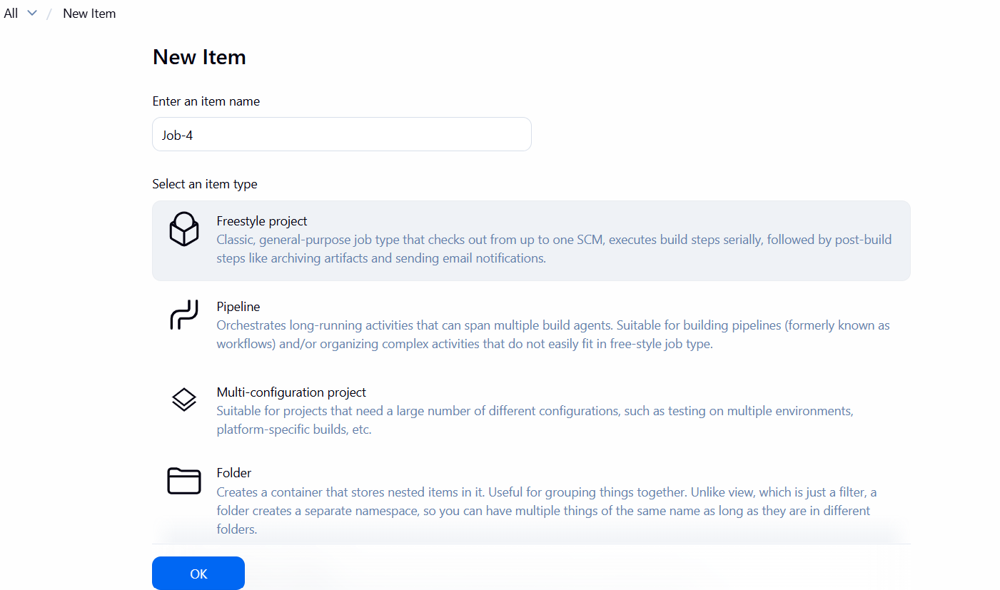 All / New Item
New Item
Enter an item name
Job-4
Select an item type
Freestyle project
Classic, general-purpose job type that checks out from up to one SCM, executes build steps serially, followed by post-build
steps like archiving artifacts and sending email notifications.
Pipeline
Orchestrates long-running activities that can span multiple build agents. Suitable for building pipelines (formerly known as
workflows) and/or organizing complex activities that do not easily fit in free-style job type.
Multi-configuration project
Suitable for projects that need a large number of different configurations, such as testing on multiple environments,
platform-specific builds, etc.
Folder
Creates a container that stores nested items in it. Useful for grouping things together. Unlike view, which is just a filter, a
folder creates a separate namespace, so you can have multiple things of the same name as long as they are in different
folders.
OK